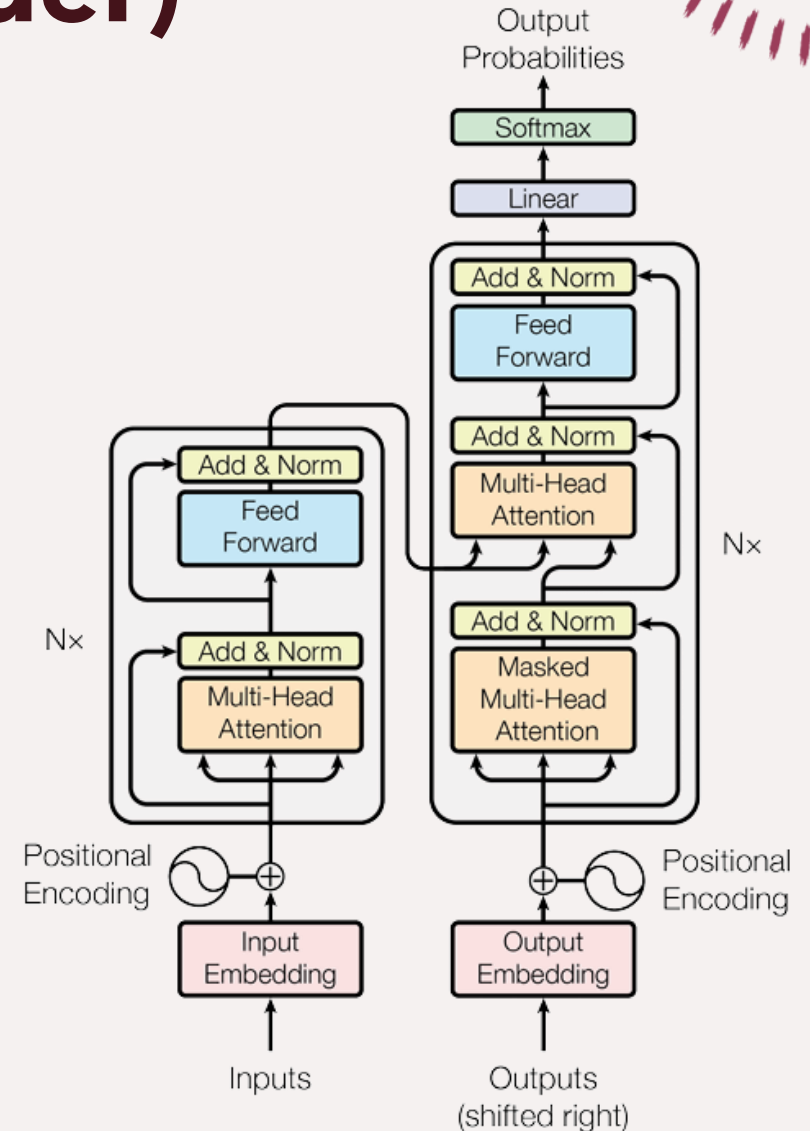 Output
Probabilities
Softmax
Linear
Add & Norm
Feed
Forward
Add & Norm
Multi-Head
Attention
Nx
Add & Norm
Masked
Multi-Head
Attention
Add & Norm
Feed
Forward
Nx
Add & Norm
Multi-Head
Attention
Positional
Encoding
Positional
Encoding
Input
Embedding
Output
Embedding
Inputs
Outputs
(shifted right)